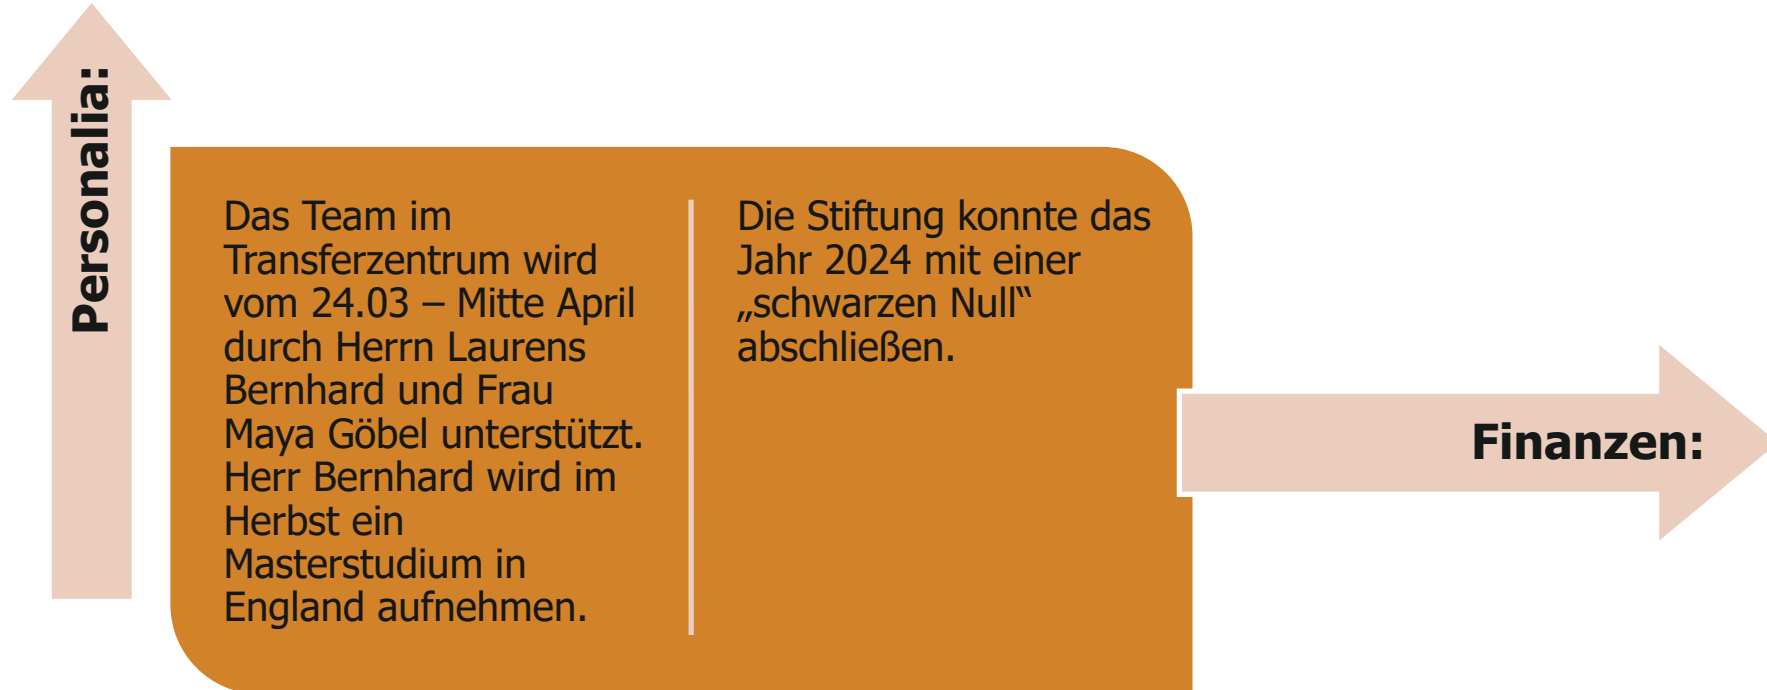 Personalia:
Das Team im
Transferzentrum wird
vom 24.03 – Mitte April
durch Herrn Laurens
Bernhard und Frau
Maya Göbel unterstützt.
Herr Bernhard wird im
Herbst ein
Masterstudium in
England aufnehmen.
Die Stiftung konnte das
Jahr 2024 mit einer
„schwarzen Null“
abschließen.
Finanzen: